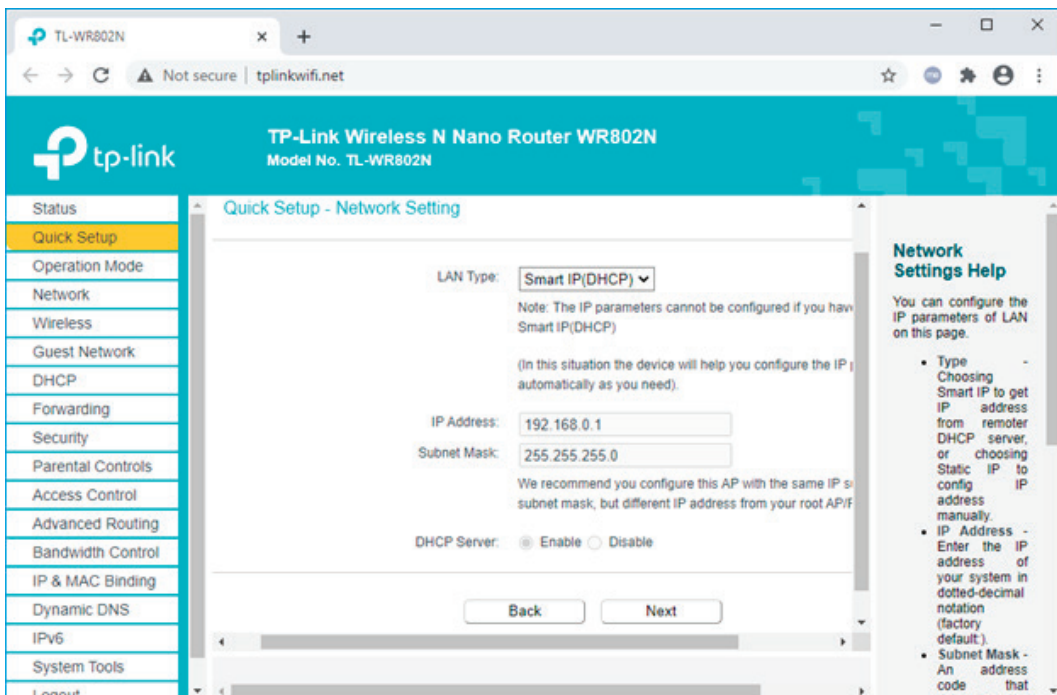 TL-WR802N
Not secure | tplinkwifi.net
tp-link
TP-Link Wireless N Nano Router WR802N
Model No. TL-WR802N
Status
Quick Setup
Operation Mode
Network
Wireless
Guest Network
DHCP
Forwarding
Security
Parental Controls
Access Control
Advanced Routing
Bandwidth Control
IP & MAC Binding
Dynamic DNS
IPv6
System Tools
Logout
Quick Setup - Network Setting
LAN Type: Smart IP(DHCP)
Note: The IP parameters cannot be configured if you have
Smart IP(DHCP)
(In this situation the device will help you configure the IP
automatically as you need).
IP Address: 192.168.0.1
Subnet Mask: 255.255.255.0
We recommend you configure this AP with the same IP
subnet mask, but different IP address from your root AP/
DHCP Server: Enable Disable
Back Next
Network
Settings Help
You can configure the
IP parameters of LAN
on this page.
• Type -
Choosing
Smart IP to get
IP address
from remoter
DHCP server,
or choosing
Static IP to
config IP
address
manually.
• IP Address -
Enter the IP
address of
your system in
dotted-decimal
notation
(factory
default:).
• Subnet Mask -
An address
code that